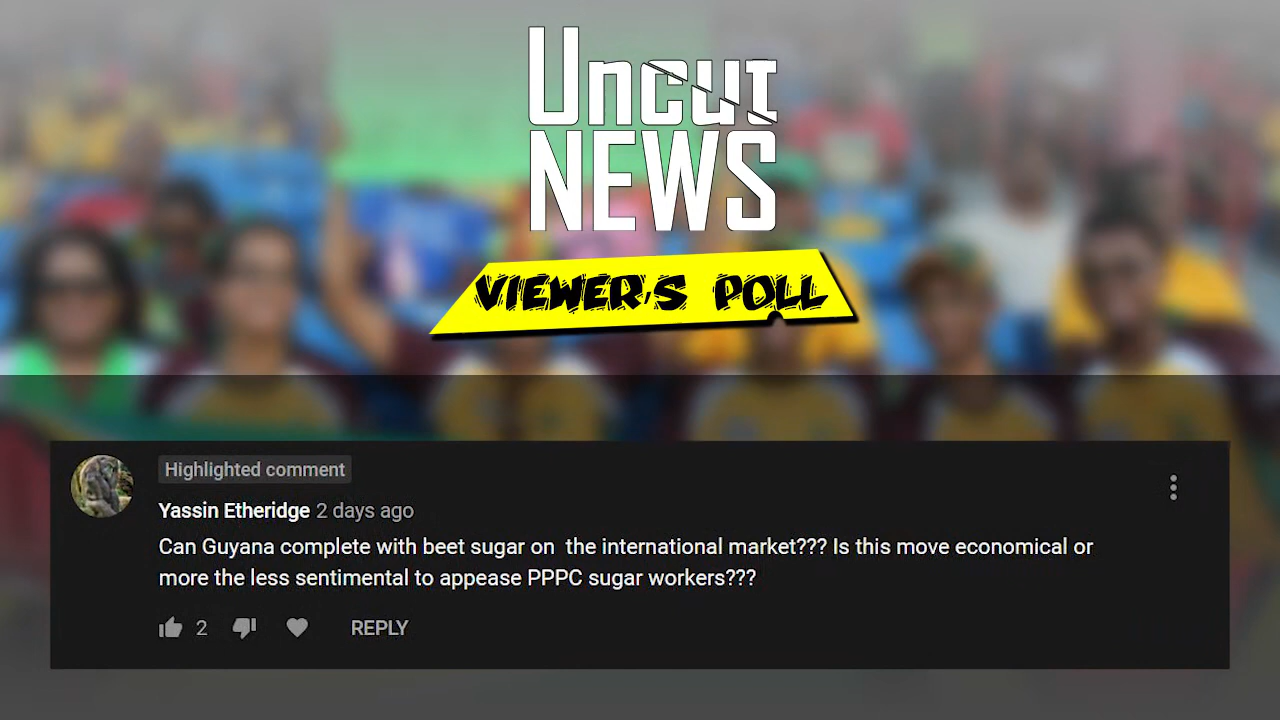 Uncut
NEWS
VIEWER'S POLL
Highlighted comment
Yassin Etheridge 2 days ago
Can Guyana complete with beet sugar on  the international market??? Is this move economical or
more the less sentimental to appease PPPC sugar workers???
2 REPLY